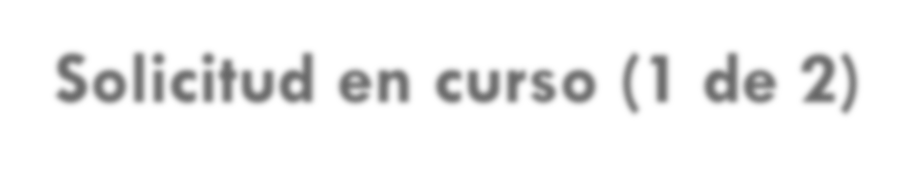 Solicitud en curso (1 de 2)